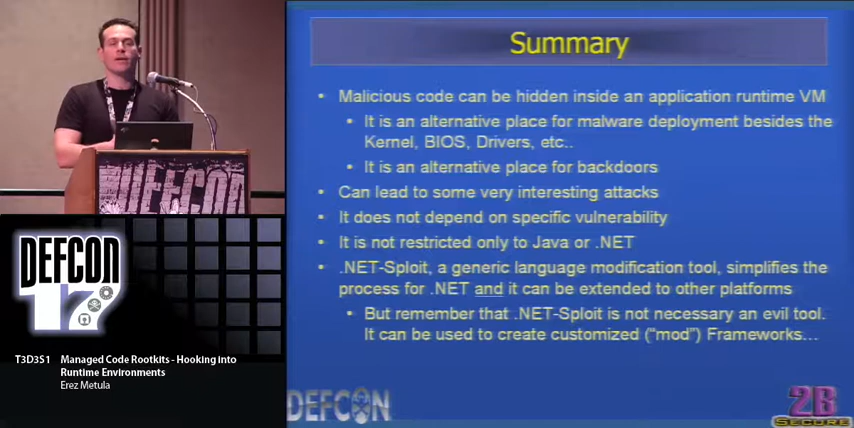 Summary
• Malicious code can be hidden inside an application runtime VM
• It is an alternative place for malware deployment besides the
Kernel, BIOS, Drivers, etc..
• It is an alternative place for backdoors
• Can lead to some very interesting attacks
• It does not depend on specific vulnerability
• It is not restricted only to Java or .NET
• .NET-Sploit, a generic language modification tool, simplifies the
process for .NET and it can be extended to other platforms
• But remember that .NET-Sploit is not necessary an evil tool.
It can be used to create customized ("mod") Frameworks...
DEFCON
2B
SECURE
DEFCON
DEFCON
17
T3D3S1 Managed Code Rootkits - Hooking into
Runtime Environments
Erez Metula